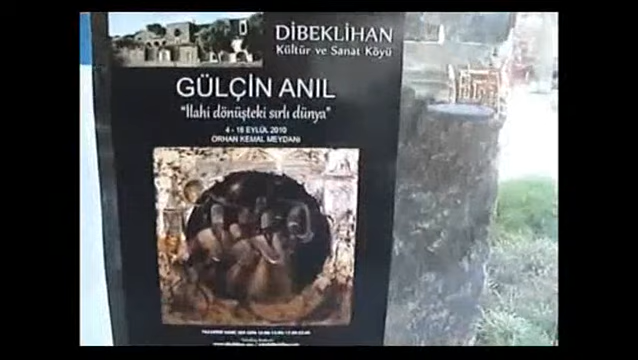 DİBEKLİHAN
Kültür ve Sanat Köyü
GÜLÇİN ANIL
"İlahi dönüşteki sırlı dünya"
4 - 18 EYLÜL 2010
ORHAN KEMAL MEYDANI